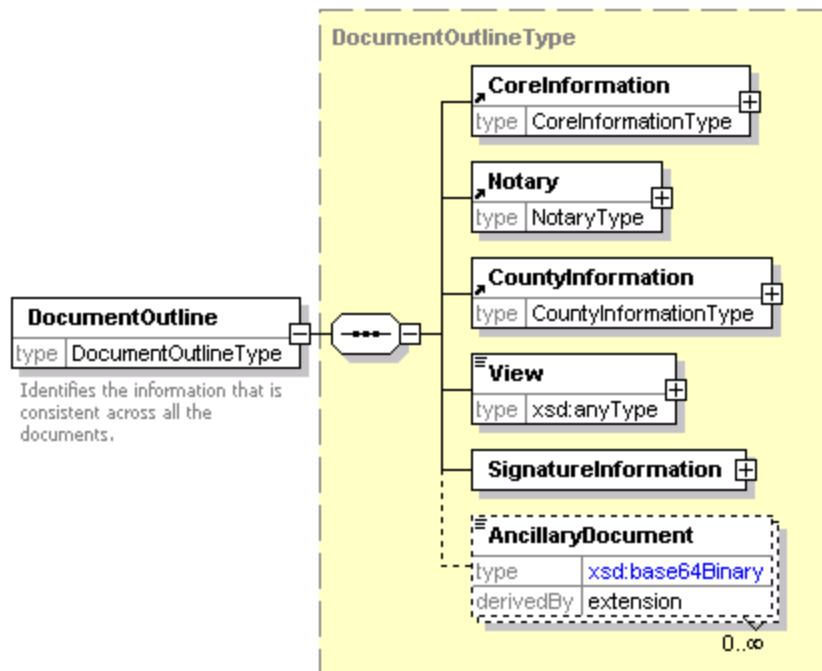 DocumentOutlineType
CoreInformation
type CoreInformationType
Notary
type NotaryType
CountyInformation
type CountyInformationType
DocumentOutline
type DocumentOutlineType
Identifies the information that is
consistent across all the
documents.
View
type xsd:anyType
SignatureInformation
AncillaryDocument
type xsd:base64Binary
derivedBy extension
0..∞